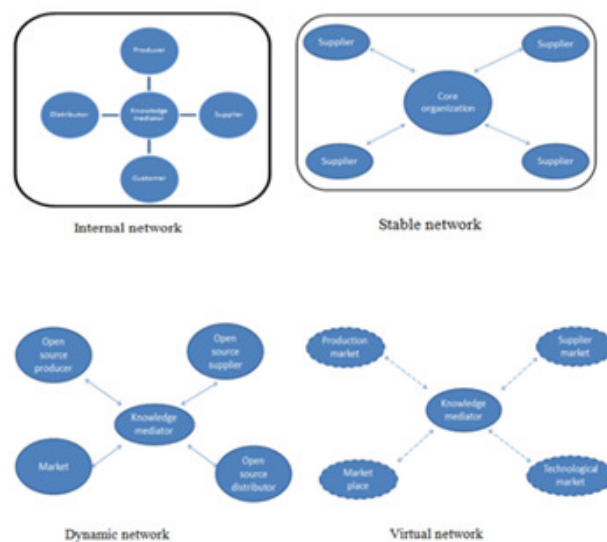 Producer
Distributor
Knowledge
mediator
Supplier
Customer
Internal network
Supplier
Supplier
Core
organization
Supplier
Supplier
Stable network
Open
source
producer
Open
source
supplier
Knowledge
mediator
Market
Open
source
distributor
Dynamic network
Production
market
Supplier
market
Knowledge
mediator
Market
place
Technological
market
Virtual network